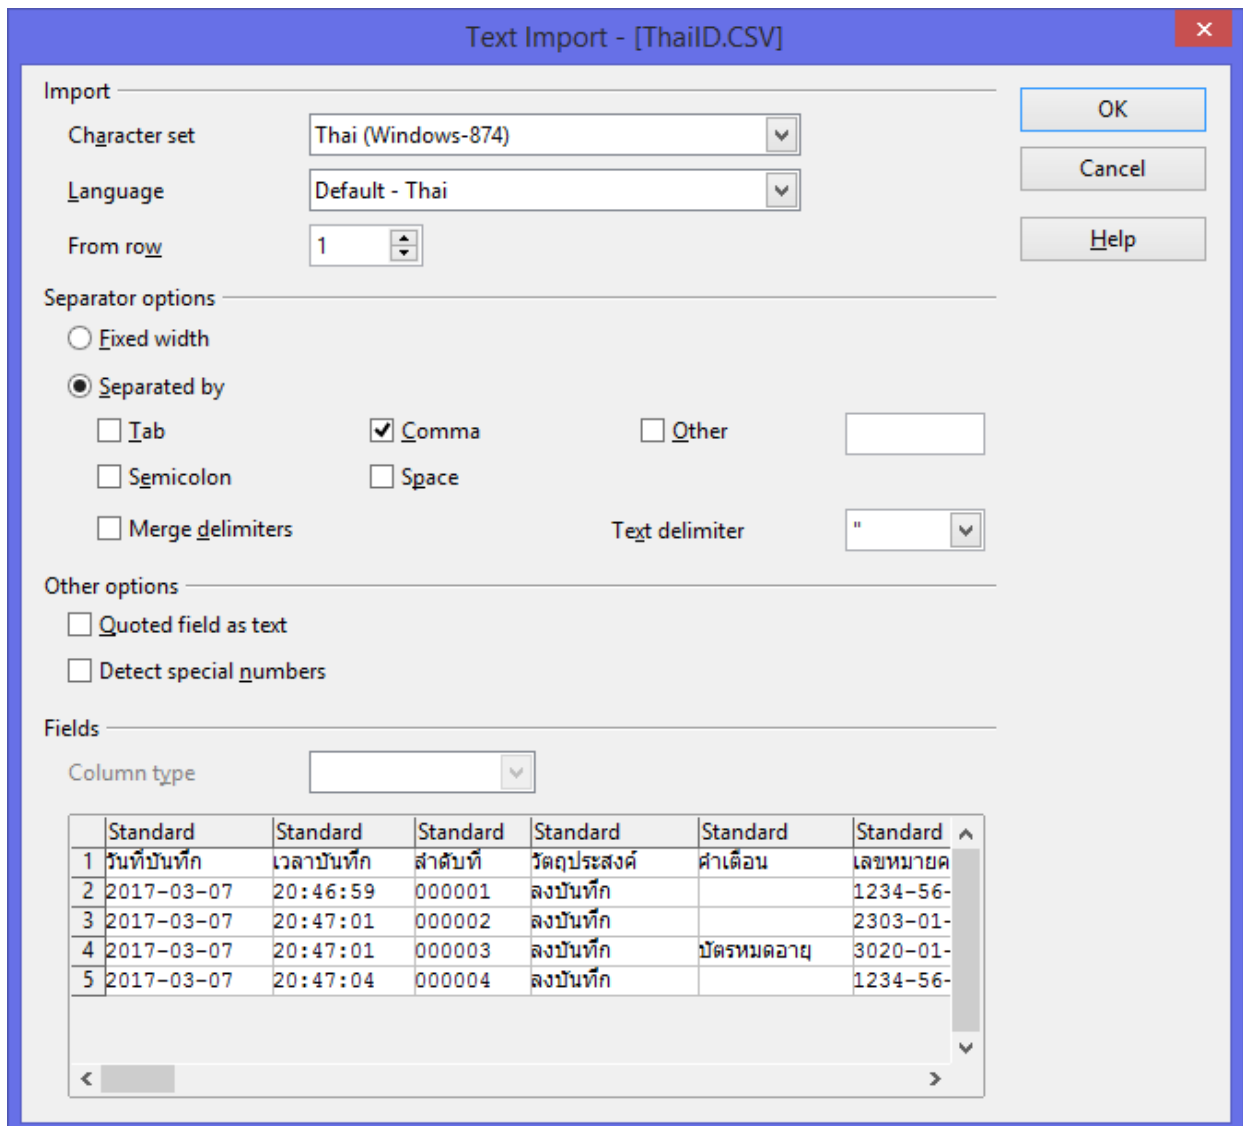 Text Import - [ThaiID.CSV]
Import
OK
Character set Thai (Windows-874)
Cancel
Language Default - Thai
From row 1
Help
Separator options
Fixed width
Separated by
Tab Comma Other
Semicolon Space
Merge delimiters Text delimiter "
Other options
Quoted field as text
Detect special numbers
Fields
Column type
Standard Standard Standard Standard Standard Standard
1 วันที่บันทึก เวลาบันทึก ลำดับที่ วัตถุประสงค์ คำเตือน เลขหมายค
2 2017-03-07 20:46:59 000001 ลงบันทึก 1234-56-
3 2017-03-07 20:47:01 000002 ลงบันทึก 2303-01-
4 2017-03-07 20:47:01 000003 ลงบันทึก บัตรหมดอายุ 3020-01-
5 2017-03-07 20:47:04 000004 ลงบันทึก 1234-56-